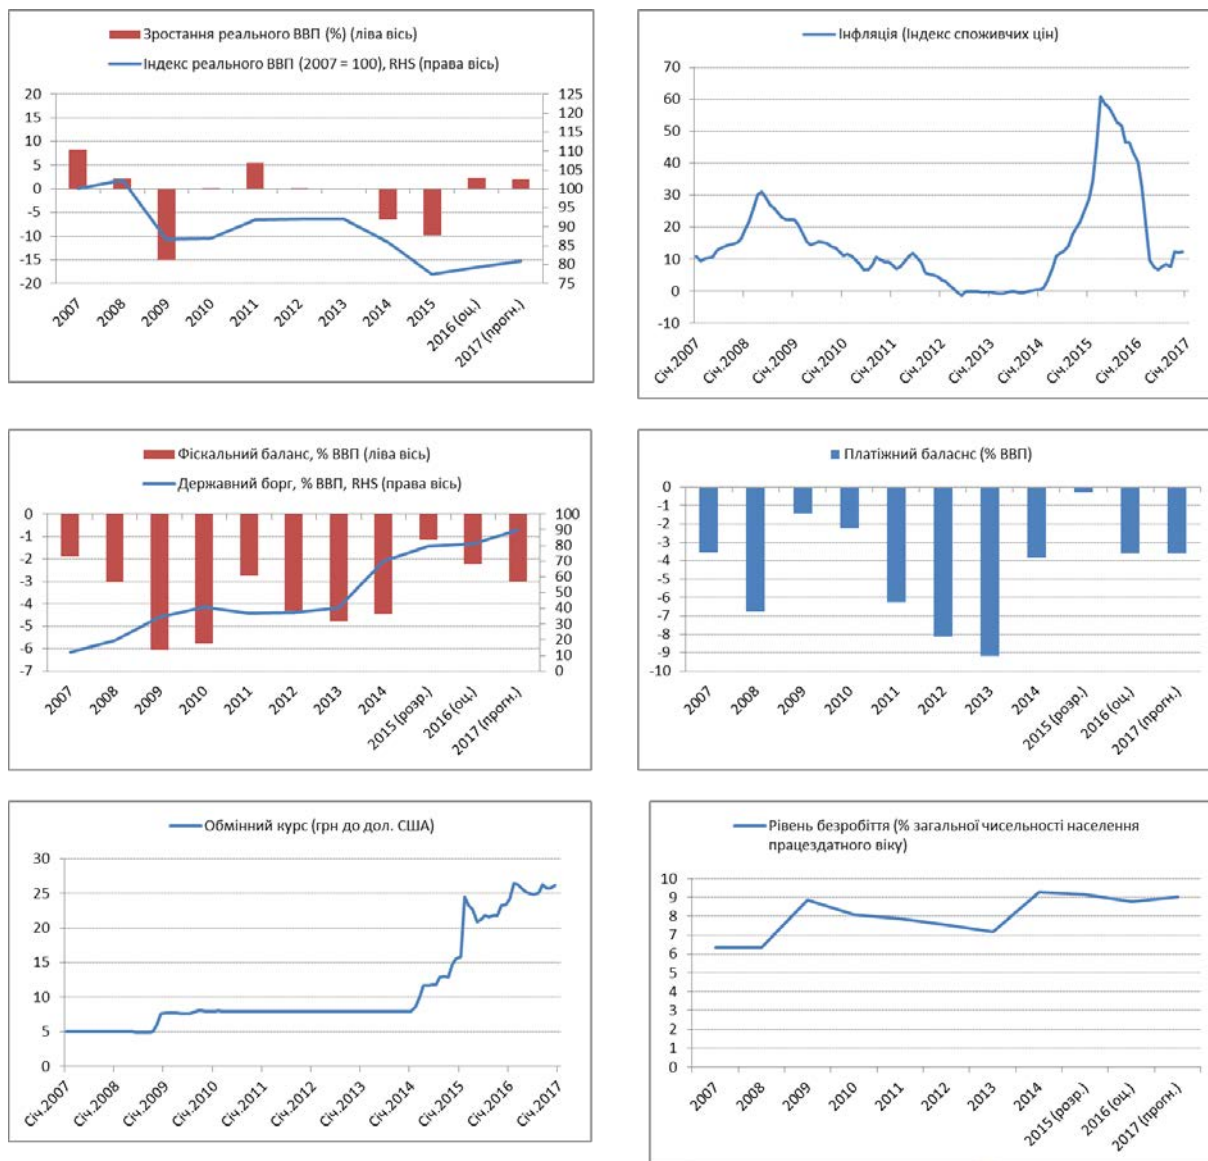 Зростання реального ВВП (%) (ліва вісь)
Індекс реального ВВП (2007 = 100), RHS (права вісь)
20
15
10
5
0
-5
-10
-15
-20
125
120
115
110
105
100
95
90
85
80
75
2007
2008
2009
2010
2011
2012
2013
2014
2015
2016 (оц.)
2017 (прогн.)
Інфляція (Індекс споживчих цін)
70
60
50
40
30
20
10
0
-10
Січ.2007
Січ.2008
Січ.2009
Січ.2010
Січ.2011
Січ.2012
Січ.2013
Січ.2014
Січ.2015
Січ.2016
Січ.2017
Фіскальний баланс, % ВВП (ліва вісь)
Державний борг, % ВВП, RHS (права вісь)
0
-1
-2
-3
-4
-5
-6
-7
100
90
80
70
60
50
40
30
20
10
0
2007
2008
2009
2010
2011
2012
2013
2014
2015 (розр.)
2016 (оц.)
2017 (прогн.)
Платіжний баласнс (% ВВП)
0
-1
-2
-3
-4
-5
-6
-7
-8
-9
-10
2007
2008
2009
2010
2011
2012
2013
2014
2015 (розр.)
2016 (оц.)
2017 (прогн.)
Обмінний курс (грн до дол. США)
30
25
20
15
10
5
0
Січ.2007
Січ.2008
Січ.2009
Січ.2010
Січ.2011
Січ.2012
Січ.2013
Січ.2014
Січ.2015
Січ.2016
Січ.2017
Рівень безробіття (% загальної чисельності населення
працездатного віку)
10
9
8
7
6
5
4
3
2
1
0
2007
2008
2009
2010
2011
2012
2013
2014
2015 (розр.)
2016 (оц.)
2017 (прогн.)